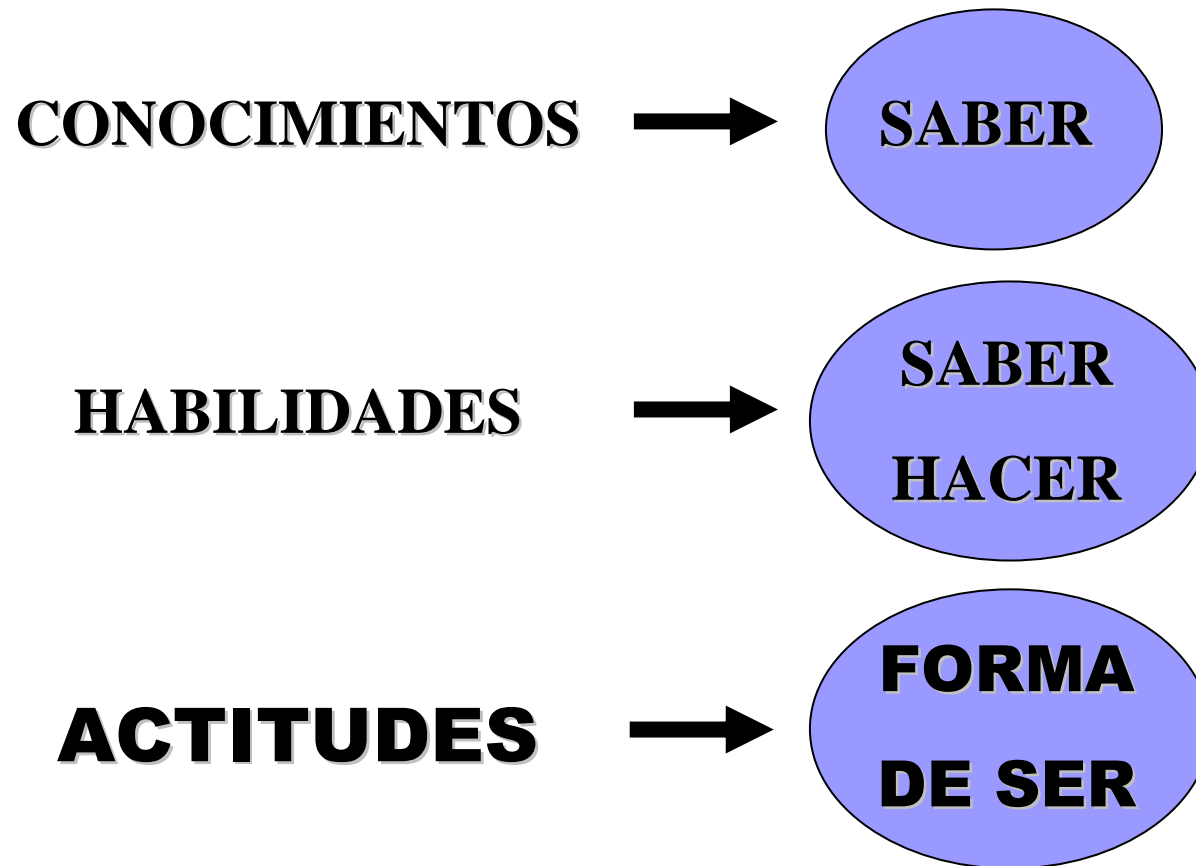 CONOCIMIENTOS
SABER
HABILIDADES
SABER
HACER
ACTITUDES
FORMA
DE SER